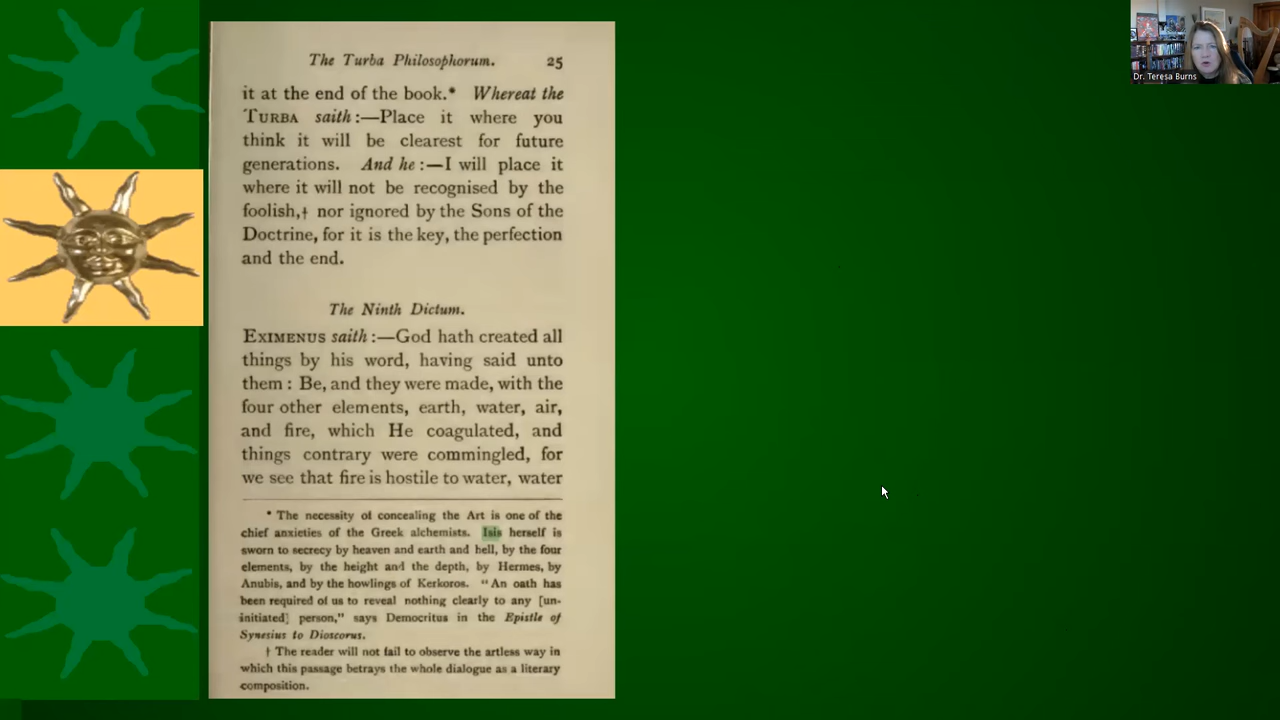 The Turba Philosophorum. 25
it at the end of the book.* Whereat the
TURBA saith :—Place it where you
think it will be clearest for future
generations. And he :—I will place it
where it will not be recognised by the
foolish,† nor ignored by the Sons of the
Doctrine, for it is the key, the perfection
and the end.
The Ninth Dictum.
EXIMENUS saith :—God hath created all
things by his word, having said unto
them : Be, and they were made, with the
four other elements, earth, water, air,
and fire, which He coagulated, and
things contrary were commingled, for
we see that fire is hostile to water, water
* The necessity of concealing the Art is one of the
chief anxieties of the Greek alchemists. Isis herself is
sworn to secrecy by heaven and earth and hell, by the four
elements, by the height and the depth, by Hermes, by
Anubis, and by the howlings of Kerkoros. "An oath has
been required of us to reveal nothing clearly to any [un-
initiated] person," says Democritus in the Epistle of
Synesius to Dioscorus.
† The reader will not fail to observe the artless way in
which this passage betrays the whole dialogue as a literary
composition.
Dr. Teresa Burns